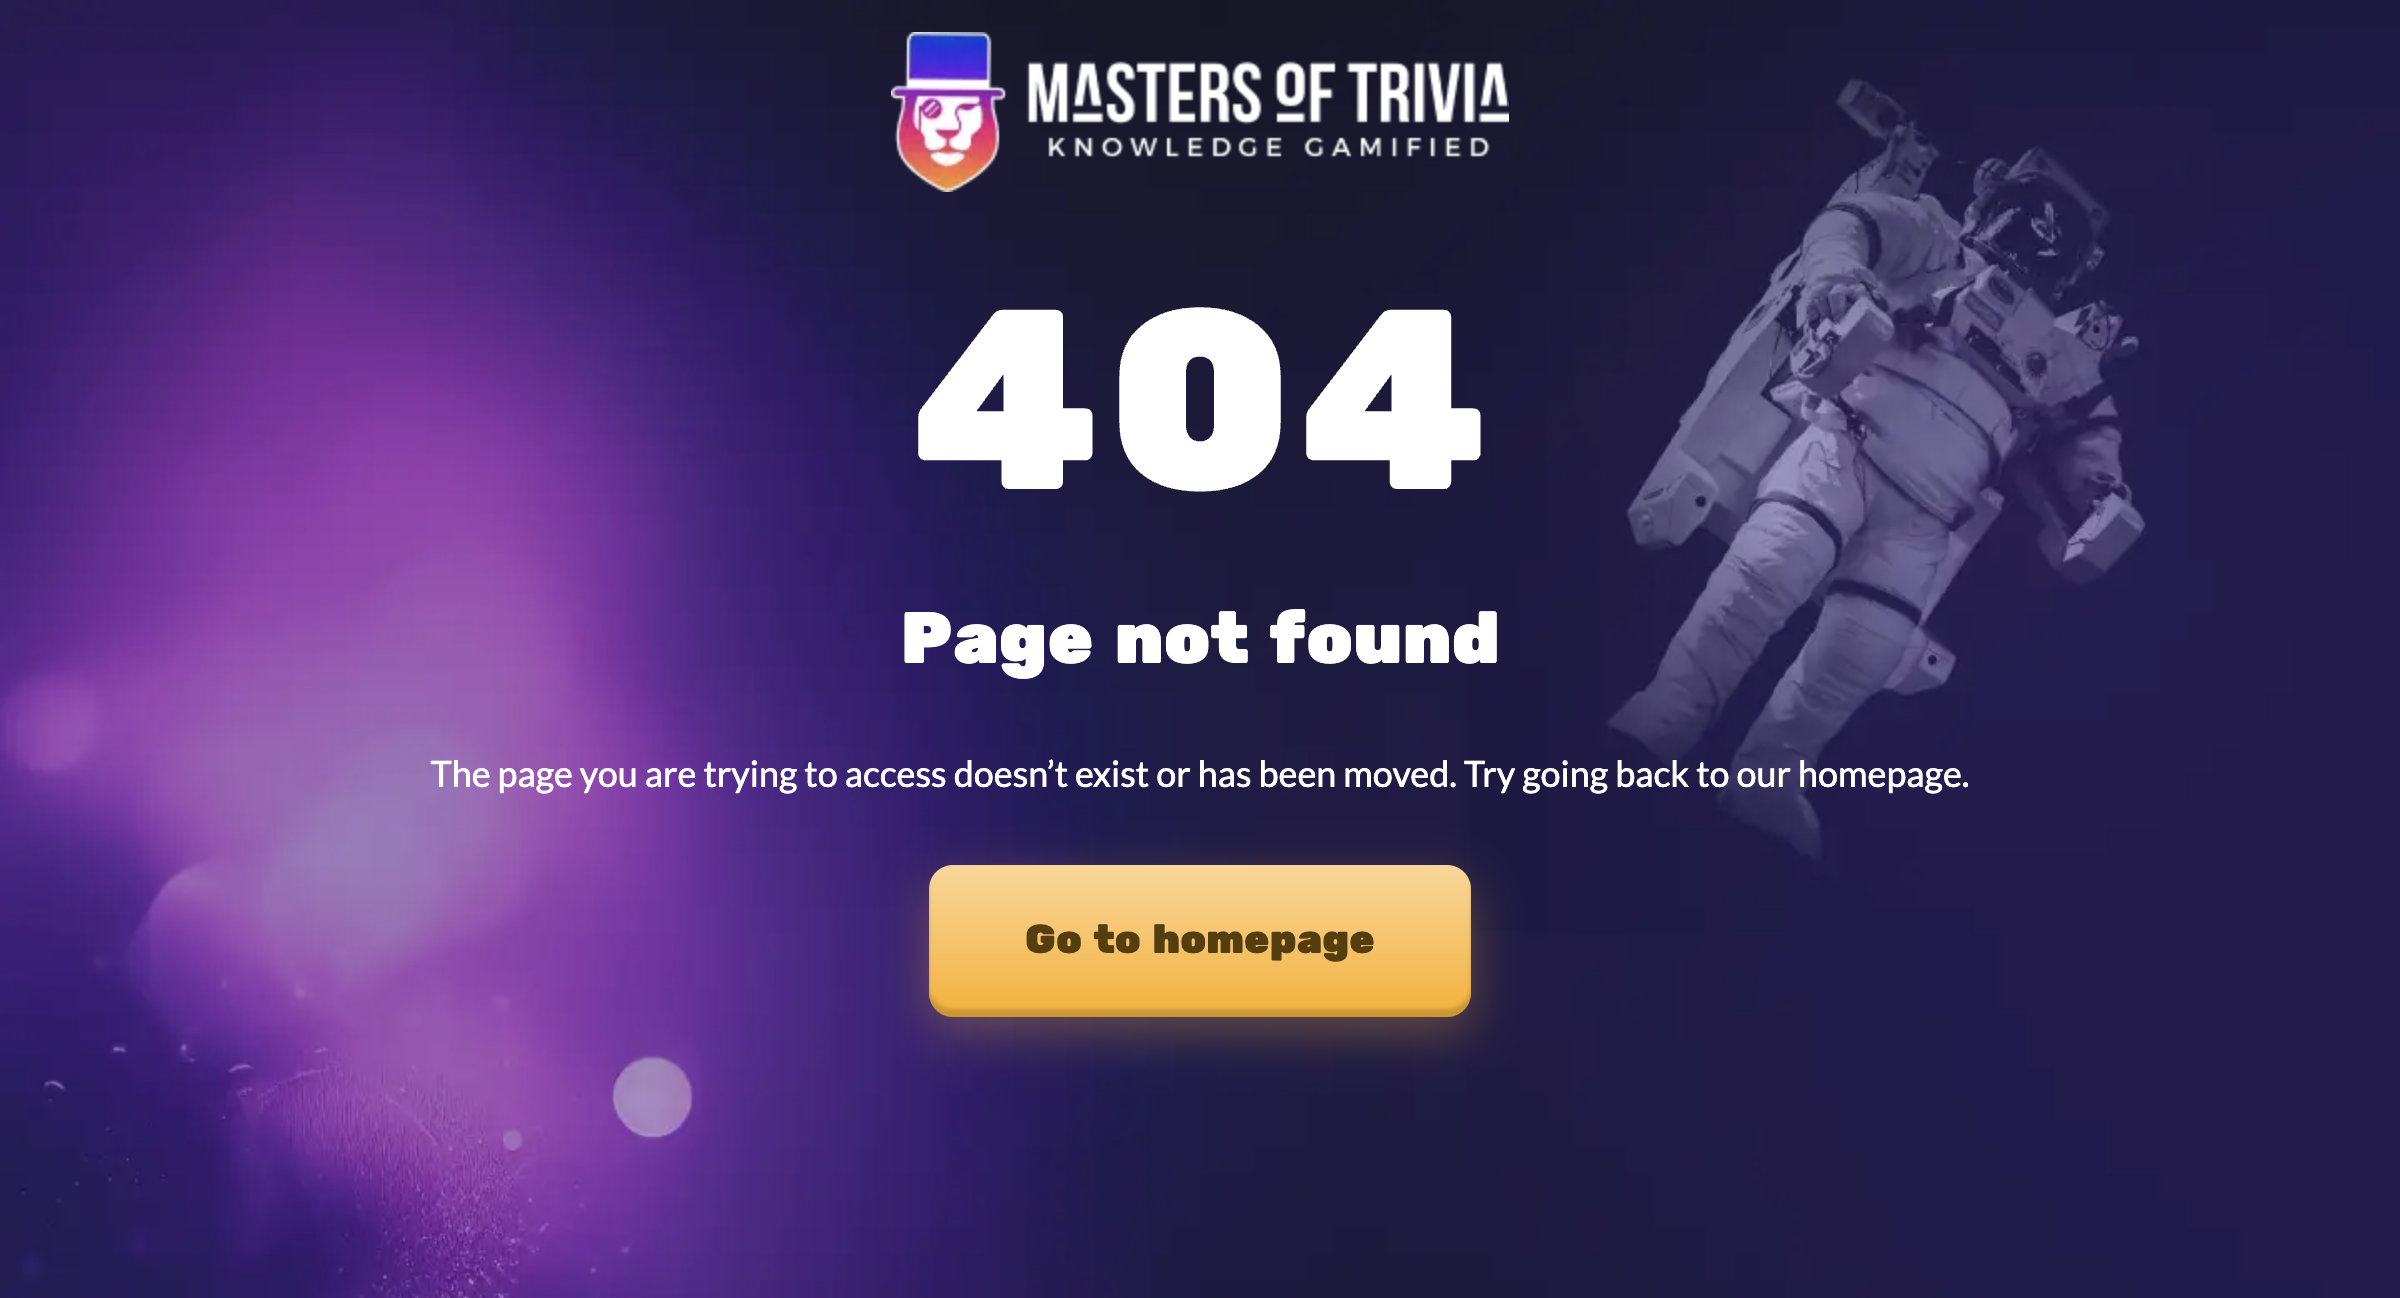 MASTERS OF TRIVIA
KNOWLEDGE GAMIFIED
404
Page not found
The page you are trying to access doesn’t exist or has been moved. Try going back to our homepage.
Go to homepage